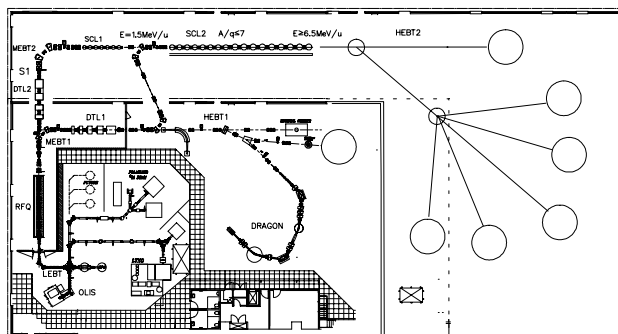 SCL1 E=1.5MeV/u SCL2 A/q≤7 E≥6.5MeV/u HEBT2
MEBT2
S1
DTL2
DTL1 HEBT1
MEBT1
RFQ
DRAGON
LEBT
OLIS